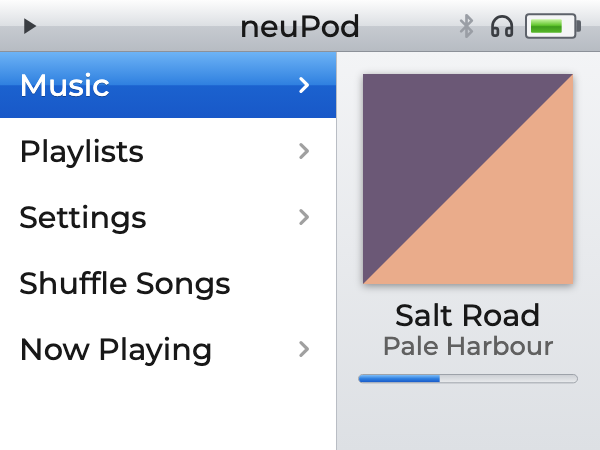 neuPod
Music
Playlists
Settings
Shuffle Songs
Now Playing
Salt Road
Pale Harbour